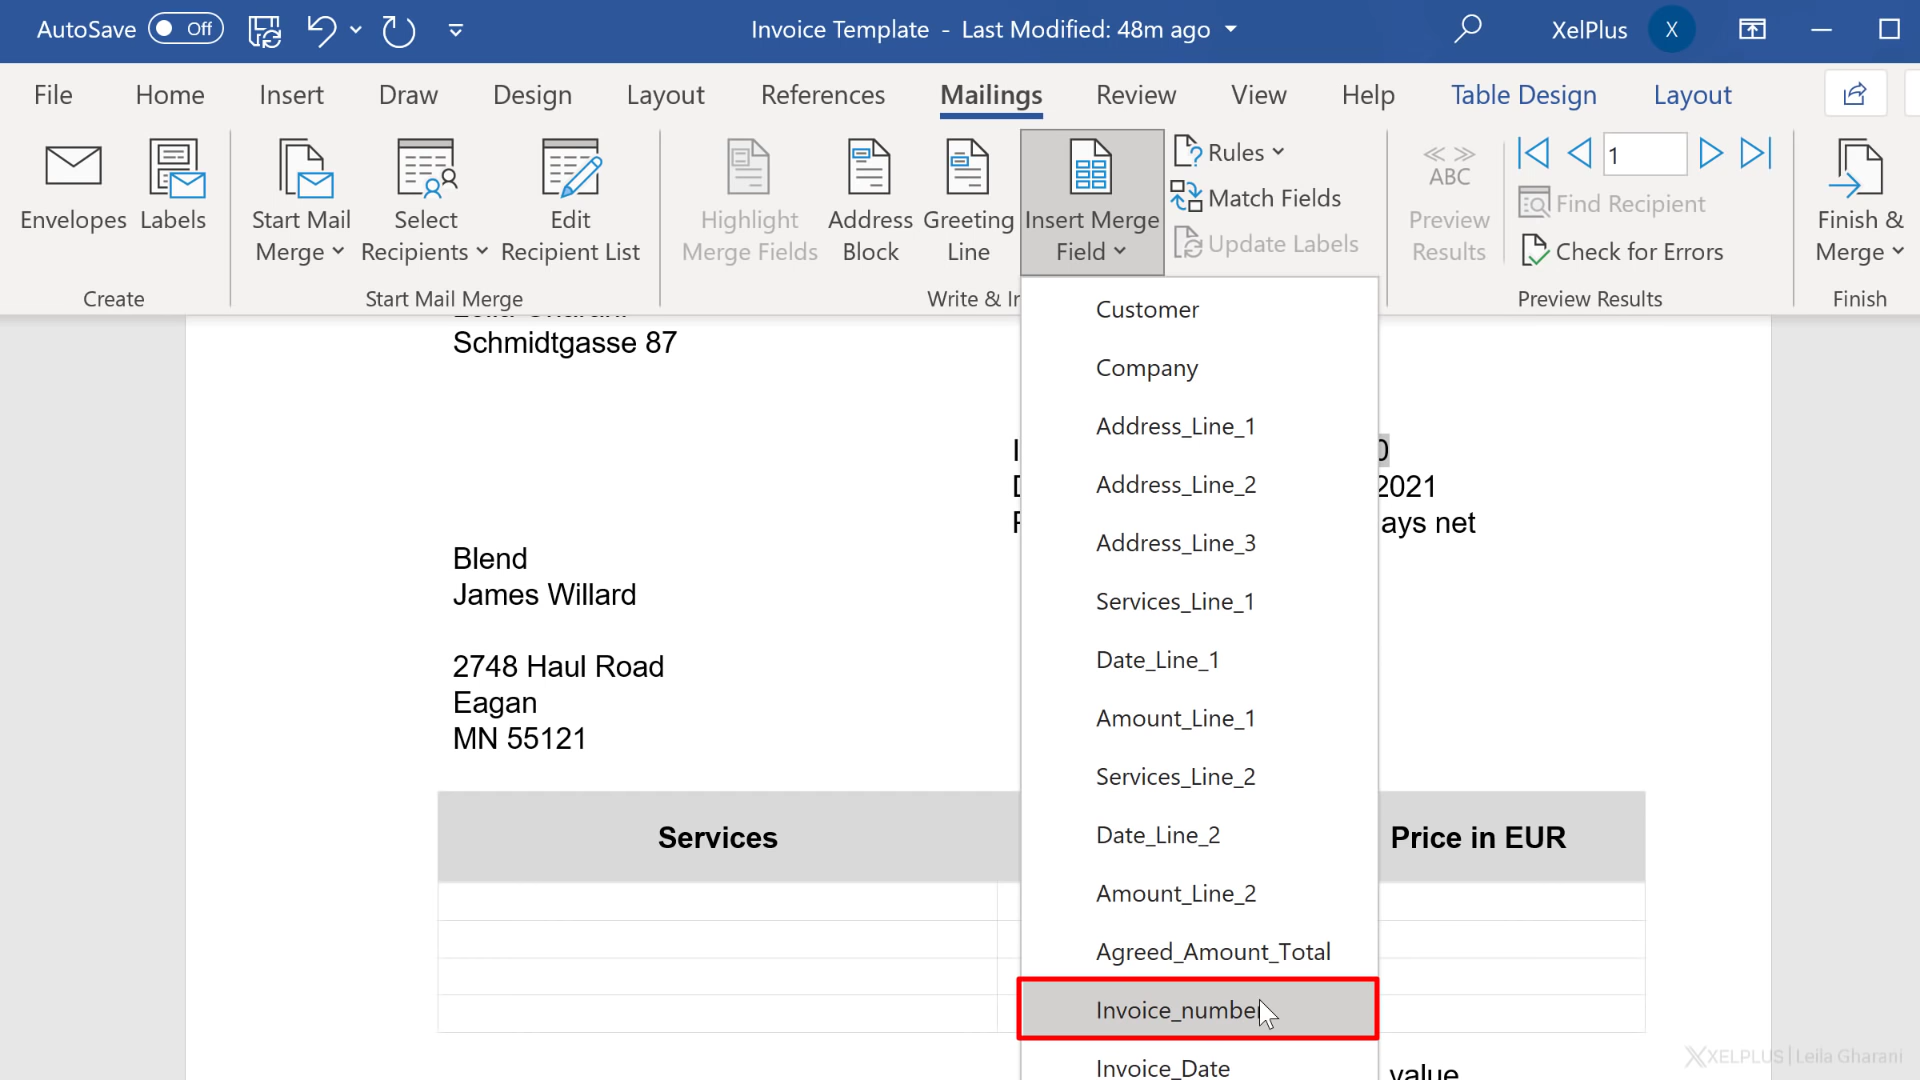 AutoSave Off Invoice Template - Last Modified: 48m ago XelPlus X
File Home Insert Draw Design Layout References Mailings Review View Help Table Design Layout
Envelopes
Labels
Create
Start Mail
Merge
Select
Recipients
Edit
Recipient List
Start Mail Merge
Highlight
Merge Fields
Address
Block
Greeting
Line
Insert Merge
Field
Rules
Match Fields
Update Labels
Write &
ABC
Preview
Results
1
Find Recipient
Check for Errors
Preview Results
Finish &
Merge
Finish
Customer
Company
Address_Line_1
Address_Line_2
Address_Line_3
Services_Line_1
Date_Line_1
Amount_Line_1
Services_Line_2
Date_Line_2
Amount_Line_2
Agreed_Amount_Total
Invoice_number
Invoice_Date
Schmidtgasse 87
0
2021
ays net
Blend
James Willard
2748 Haul Road
Eagan
MN 55121
Services Price in EUR
value
XELPLUS | Leila Gharani